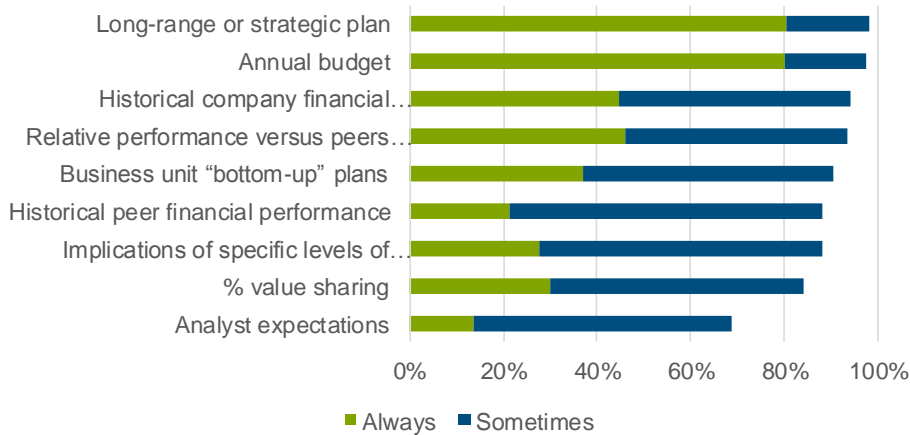 Long-range or strategic plan
Annual budget
Historical company financial…
Relative performance versus peers…
Business unit “bottom-up” plans
Historical peer financial performance
Implications of specific levels of…
% value sharing
Analyst expectations
0% 20% 40% 60% 80% 100%
Always Sometimes